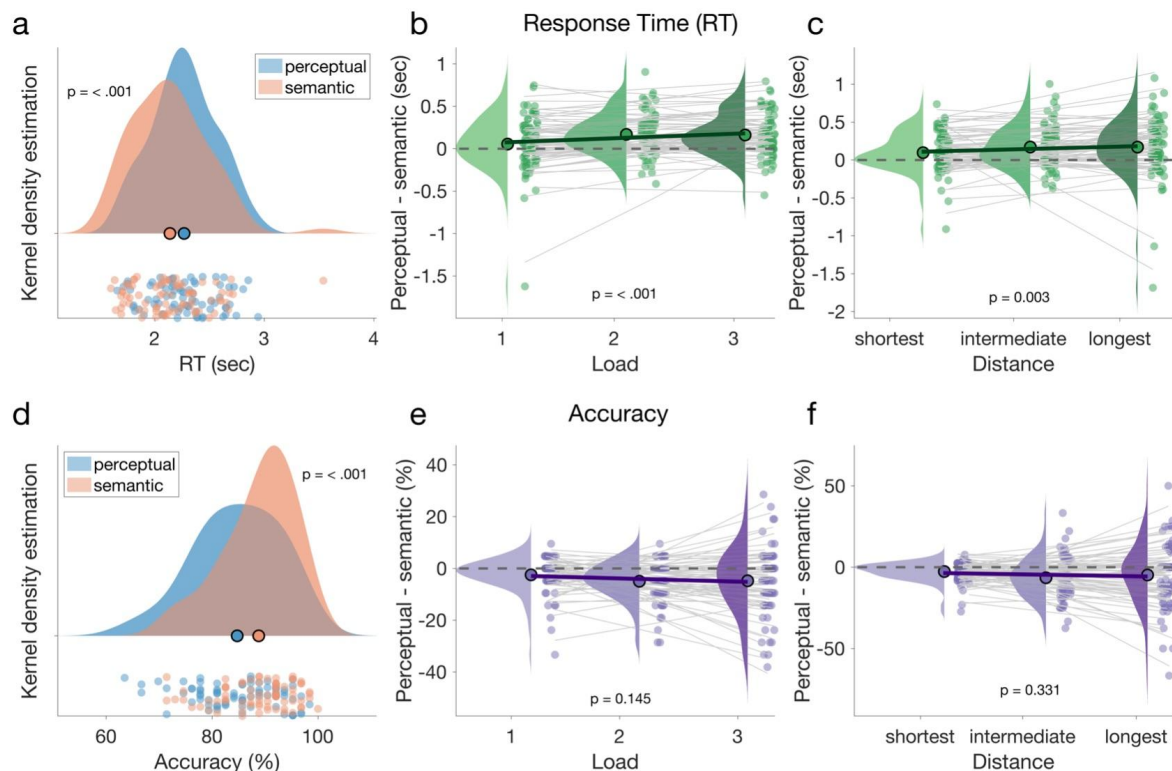 a
Kernel density estimation
p = < .001
perceptual
semantic
2
3
4
RT (sec)
Response Time (RT)
b
Perceptual - semantic (sec)
1
0.5
0
-0.5
-1
-1.5
p = < .001
1
2
3
Load
c
Perceptual - semantic (sec)
1
0.5
0
-0.5
-1
-1.5
-2
p = 0.003
shortest
intermediate
longest
Distance
d
Kernel density estimation
perceptual
semantic
p = < .001
60
80
100
Accuracy (%)
Accuracy
e
Perceptual - semantic (%)
40
20
0
-20
-40
p = 0.145
1
2
3
Load
f
Perceptual - semantic (%)
50
0
-50
p = 0.331
shortest
intermediate
longest
Distance